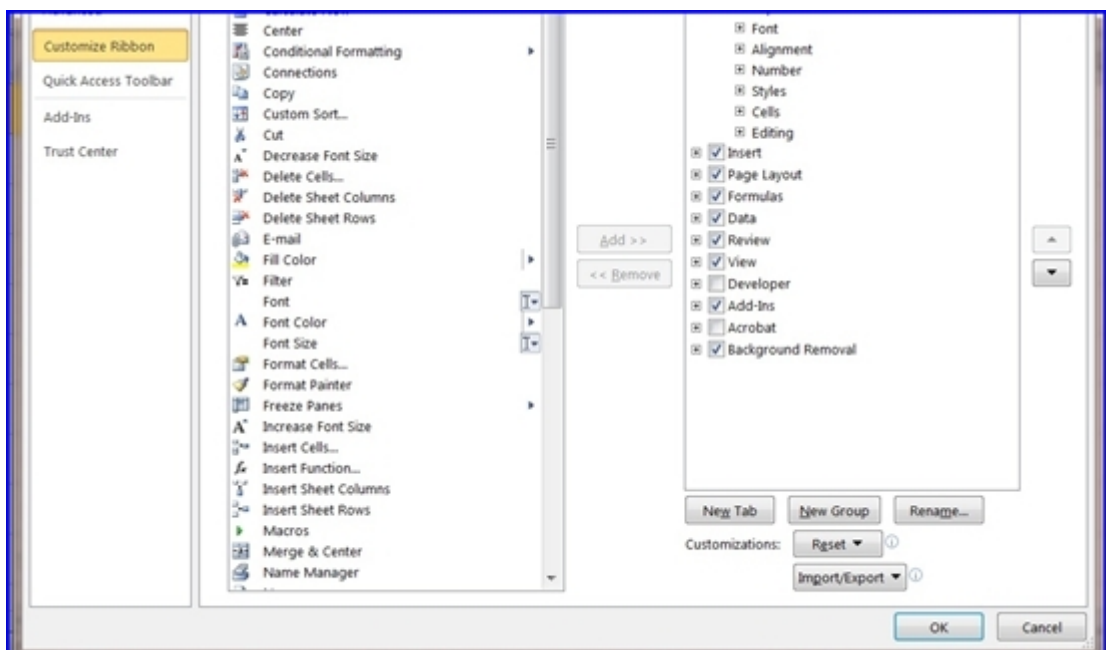 Customize Ribbon
Quick Access Toolbar
Add-Ins
Trust Center
Center
Conditional Formatting
Connections
Copy
Custom Sort...
Cut
Decrease Font Size
Delete Cells...
Delete Sheet Columns
Delete Sheet Rows
E-mail
Fill Color
Filter
Font
Font Color
Font Size
Format Cells...
Format Painter
Freeze Panes
Increase Font Size
Insert Cells...
Insert Function...
Insert Sheet Columns
Insert Sheet Rows
Macros
Merge & Center
Name Manager
Add >>
<< Remove
Font
Alignment
Number
Styles
Cells
Editing
Insert
Page Layout
Formulas
Data
Review
View
Developer
Add-Ins
Acrobat
Background Removal
New Tab
New Group
Rename...
Customizations:
Reset
Import/Export
OK
Cancel